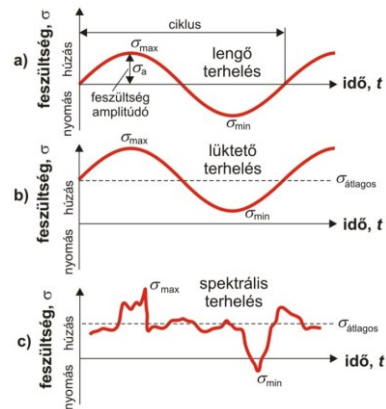 a)
feszültség, σ
húzás
nyomás
ciklus
σmax
σa
feszültség
amplitúdó
lengő
terhelés
idő, t
σmin
b)
feszültség, σ
húzás
nyomás
σmax
lüktető
terhelés
σátlagos
σmin
idő, t
c)
feszültség, σ
húzás
nyomás
σmax
spektrális
terhelés
σátlagos
idő, t
σmin